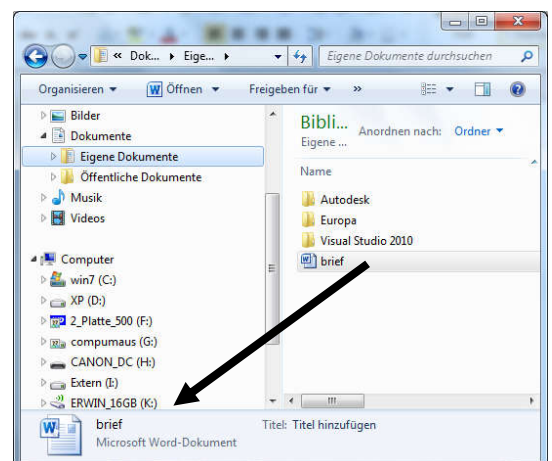 « Dok... Eige...
Eigene Dokumente durchsuchen
Organisieren Öffnen Freigeben für »
Bilder
Dokumente
Eigene Dokumente
Öffentliche Dokumente
Musik
Videos
Computer
win7 (C:)
XP (D:)
2_Platte_500 (F:)
compumaus (G:)
CANON_DC (H:)
Extern (I:)
ERWIN_16GB (K:)
Bibli...
Eigene ...
Anordnen nach: Ordner
Name
Autodesk
Europa
Visual Studio 2010
brief
brief
Microsoft Word-Dokument
Titel: Titel hinzufügen